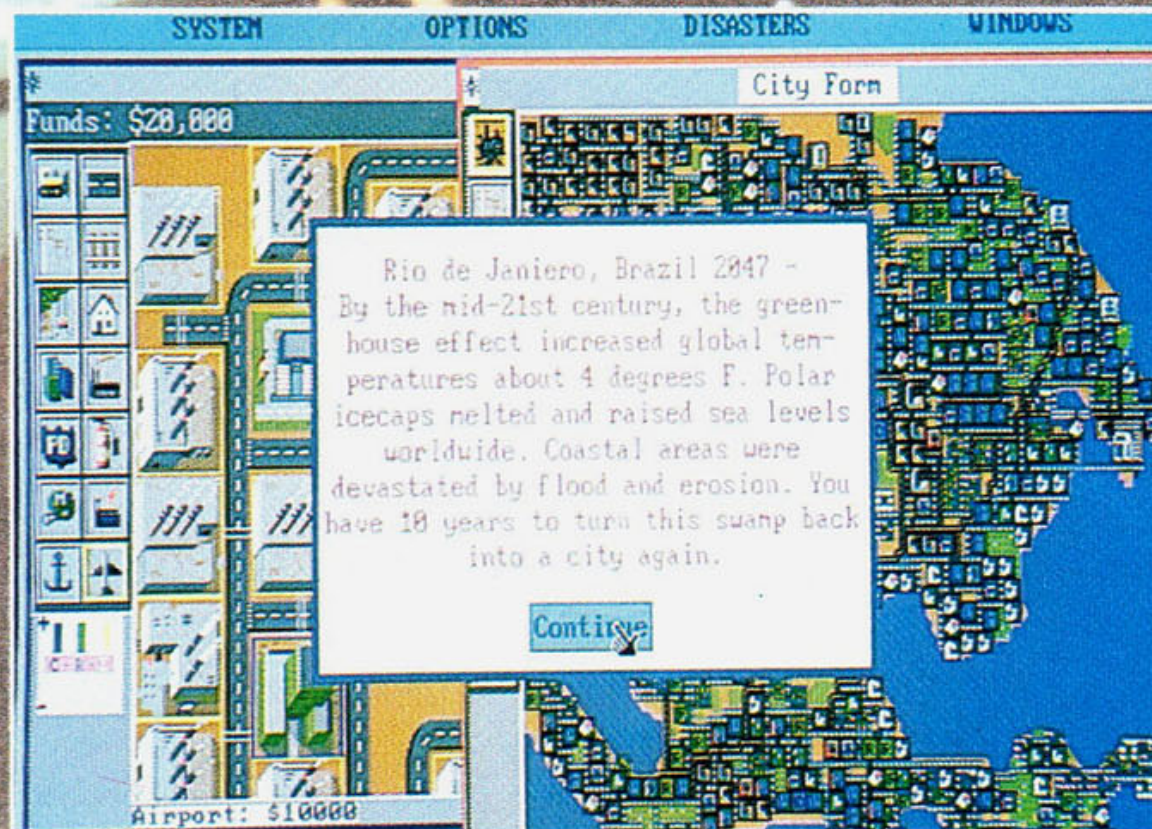 SYSTEM OPTIONS DISASTERS WINDOWS
City Form
Funds: $20,000
Rio de Janiero, Brazil 2047 -
By the mid-21st century, the green-
house effect increased global tem-
peratures about 4 degrees F. Polar
icecaps melted and raised sea levels
worldwide. Coastal areas were
devastated by flood and erosion. You
have 10 years to turn this swamp back
into a city again.
Continue
Airport: $10000